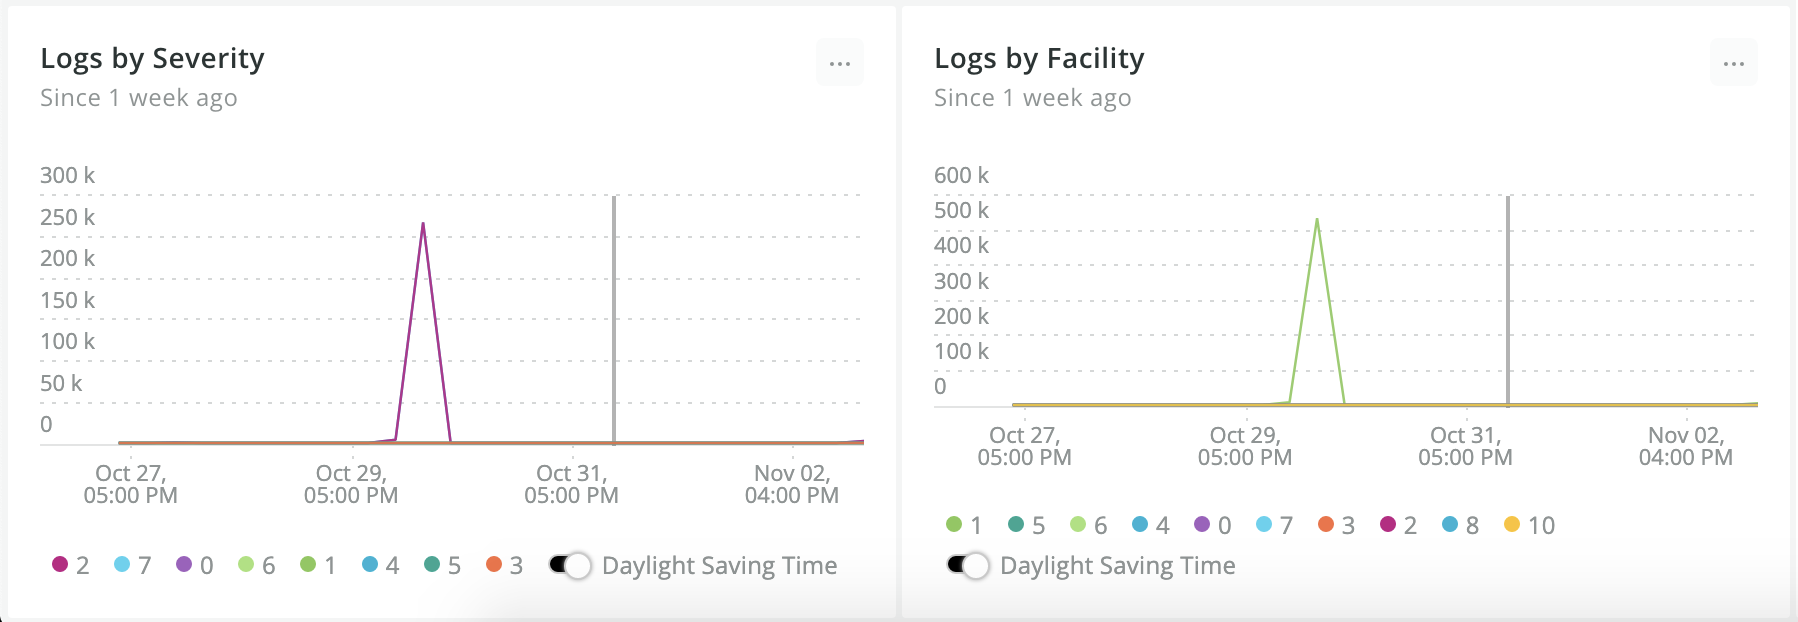 Logs by Severity
...
Since 1 week ago
300 k
250 k
200 k
150 k
100 k
50 k
0
Oct 27,
05:00 PM
Oct 29,
05:00 PM
Oct 31,
05:00 PM
Nov 02,
04:00 PM
2 7 0 6 1 4 5 3 Daylight Saving Time
Logs by Facility
...
Since 1 week ago
600 k
500 k
400 k
300 k
200 k
100 k
0
Oct 27,
05:00 PM
Oct 29,
05:00 PM
Oct 31,
05:00 PM
Nov 02,
04:00 PM
1 5 6 4 0 7 3 2 8 10
Daylight Saving Time